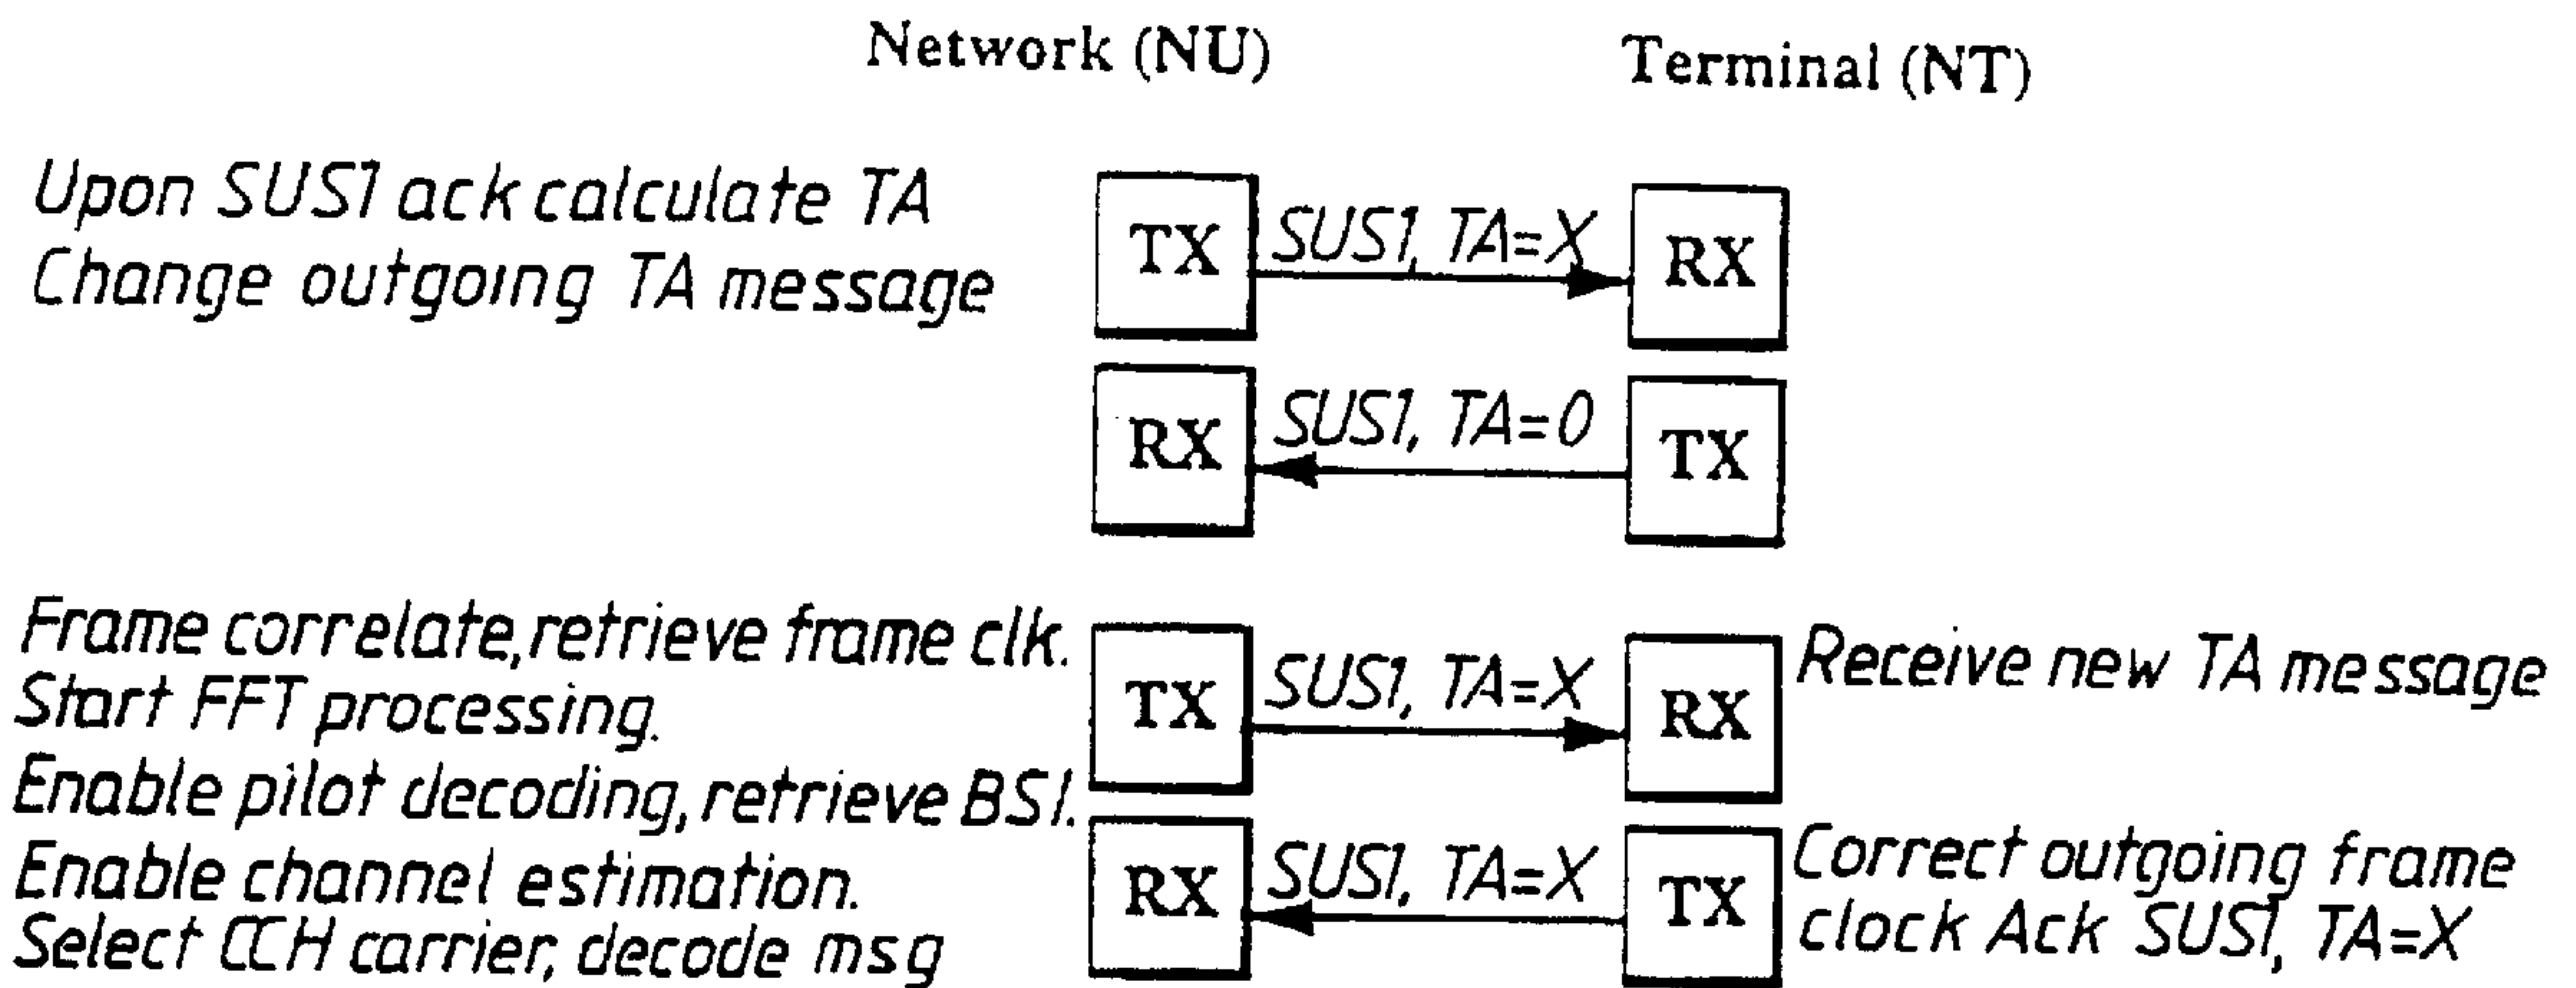 Network (NU)
Terminal (NT)
Upon SUS1 ack calculate TA
Change outgoing TA message
TX
SUS1, TA=X
RX
RX
SUS1, TA=0
TX
Frame correlate, retrieve frame clk.
Start FFT processing.
Enable pilot decoding, retrieve BSI.
Enable channel estimation.
Select CCH carrier, decode msg
TX
SUS1, TA=X
RX
Receive new TA message
RX
SUS1, TA=X
TX
Correct outgoing frame
clock Ack SUS1, TA=X